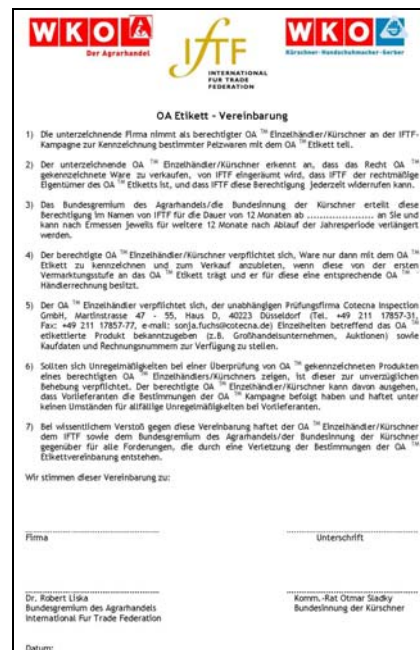 WKO
Der Agrarhandel
IFTF
INTERNATIONAL
FUR TRADE
FEDERATION
WKO
Kürschner-Handschuhmacher-Gerber
OA Etikett – Vereinbarung
1) Die unterzeichnende Firma nimmt als berechtigter OA ™ Einzelhändler/Kürschner an der IFTF-
Kampagne zur Kennzeichnung bestimmter Pelzwaren mit dem OA ™ Etikett teil.
2) Der unterzeichnende OA ™ Einzelhändler/Kürschner erkennt an, dass das Recht OA ™
gekennzeichnete Ware zu verkaufen, von IFTF eingeräumt wird, dass IFTF der rechtmäßige
Eigentümer des OA ™ Etiketts ist, und dass IFTF diese Berechtigung jederzeit widerrufen kann.
3) Das Bundesgremium des Agrarhandels/die Bundesinnung der Kürschner erteilt diese
Berechtigung im Namen von IFTF für die Dauer von 12 Monaten ab ..................... an Sie und
kann nach Ermessen jeweils für weitere 12 Monate nach Ablauf der Jahresperiode verlängert
werden.
4) Der berechtigte OA ™ Einzelhändler/Kürschner verpflichtet sich, Ware nur dann mit dem OA ™
Etikett zu kennzeichnen und zum Verkauf anzubieten, wenn diese von der ersten
Vermarktungsstufe an das OA ™ Etikett trägt und er für diese eine entsprechende OA ™ -
Händlerrechnung besitzt.
5) Der OA ™ Einzelhändler verpflichtet sich, der unabhängigen Prüfungsfirma Cotecna Inspection
GmbH, Martinstrasse 47 – 55, Haus D, 40223 Düsseldorf (Tel. +49 211 17857-31,
Fax: +49 211 17857-77, e-mail: sonja.fuchs@cotecna.de) Einzelheiten betreffend das OA ™
etikettierte Produkt bekanntzugeben (z.B. Großhandelsunternehmen, Auktionen) sowie
Kaufdaten und Rechnungsnummern zur Verfügung zu stellen.
6) Sollten sich Unregelmäßigkeiten bei einer Überprüfung von OA ™ gekennzeichneten Produkten
eines berechtigten OA ™ Einzelhändlers/Kürschners zeigen, ist dieser zur unverzüglichen
Behebung verpflichtet. Der berechtigte OA ™ Einzelhändler/Kürschner kann davon ausgehen,
dass Vorlieferanten die Bestimmungen der OA ™ Kampagne befolgt haben und haftet unter
keinen Umständen für allfällige Unregelmäßigkeiten bei Vorlieferanten.
7) Bei wissentlichem Verstoß gegen diese Vereinbarung haftet der OA ™ Einzelhändler/Kürschner
dem IFTF sowie dem Bundesgremium des Agrarhandels/der Bundesinnung der Kürschner
gegenüber für alle Forderungen, die durch eine Verletzung der Bestimmungen der OA ™
Etikettvereinbarung entstehen.
Wir stimmen dieser Vereinbarung zu:
Firma
Unterschrift
Dr. Robert Liska
Bundesgremium des Agrarhandels
International Fur Trade Federation
Komm.-Rat Otmar Sladky
Bundesinnung der Kürschner
Datum: